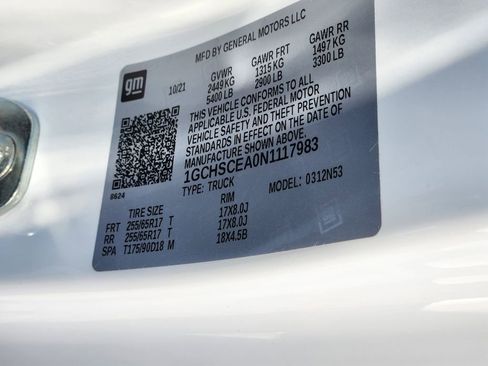 MFD BY GENERAL MOTORS LLC
gm
10/21
GVWR GAWR FRT GAWR RR
2449 KG 1315 KG 1497 KG
5400 LB 2900 LB 3300 LB
THIS VEHICLE CONFORMS TO ALL
APPLICABLE U.S. FEDERAL MOTOR
VEHICLE SAFETY AND THEFT PREVENTION
STANDARDS IN EFFECT ON THE DATE OF
MANUFACTURE SHOWN ABOVE.
1GCHSCEA0N1117983
8624
TYPE: TRUCK MODEL: 0312N53
TIRE SIZE RIM
FRT 255/65R17 T 17X8.0J
RR 255/65R17 T 17X8.0J
SPA T175/90D18 M 18X4.5B